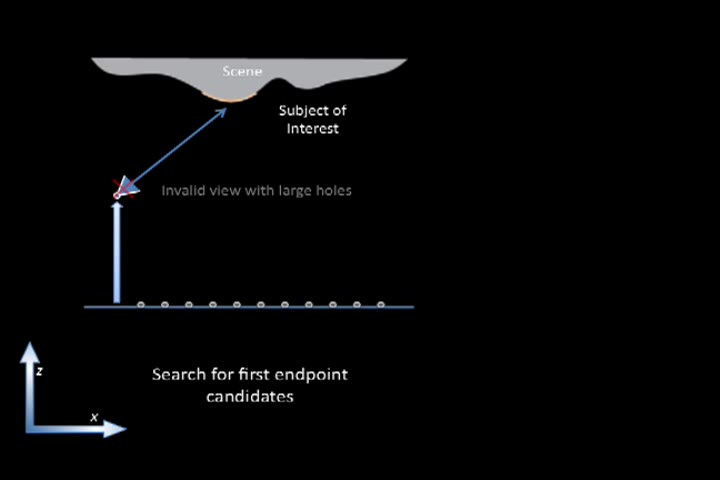 Scene
Subject of
Interest
Invalid view with large holes
z
Search for first endpoint
candidates
x